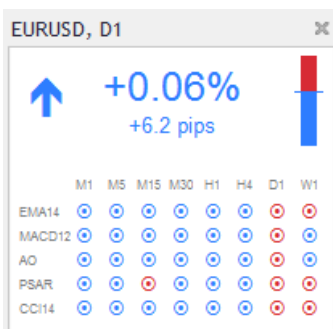 EURUSD, D1
+0.06%
+6.2 pips
M1 M5 M15 M30 H1 H4 D1 W1
EMA14
MACD12
AO
PSAR
CCI14